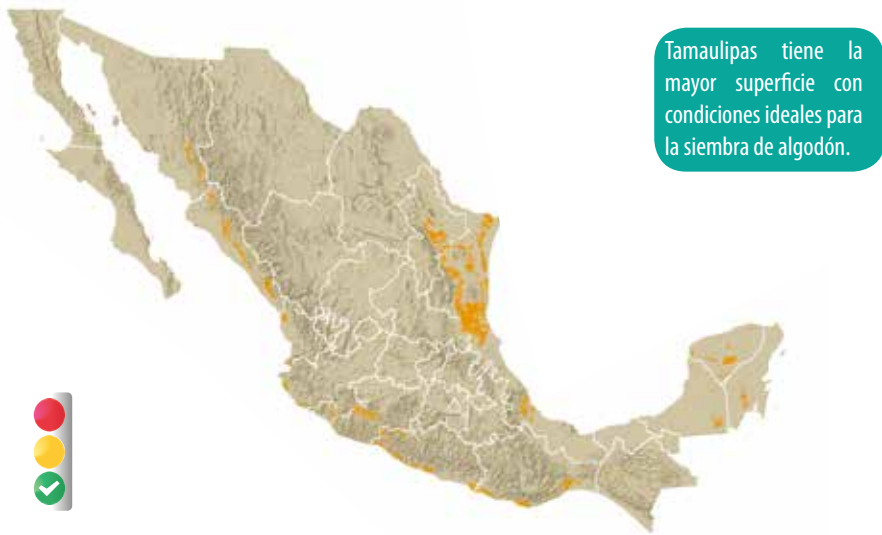 Tamaulipas tiene la
mayor superficie con
condiciones ideales para
la siembra de algodón.